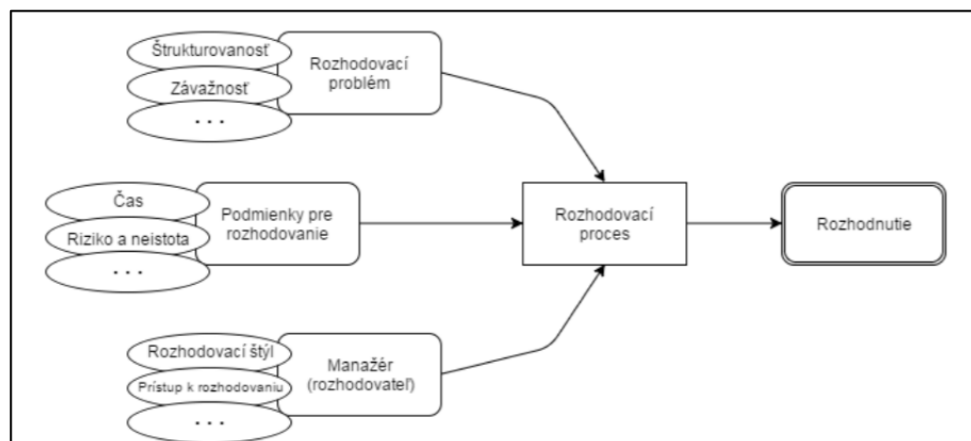 Štrukturovanosť
Závažnosť
. . .
Rozhodovací
problém
Čas
Riziko a neistota
. . .
Podmienky pre
rozhodovanie
Rozhodovací
proces
Rozhodnutie
Rozhodovací štýl
Prístup k rozhodovaniu
. . .
Manažér
(rozhodovateľ)